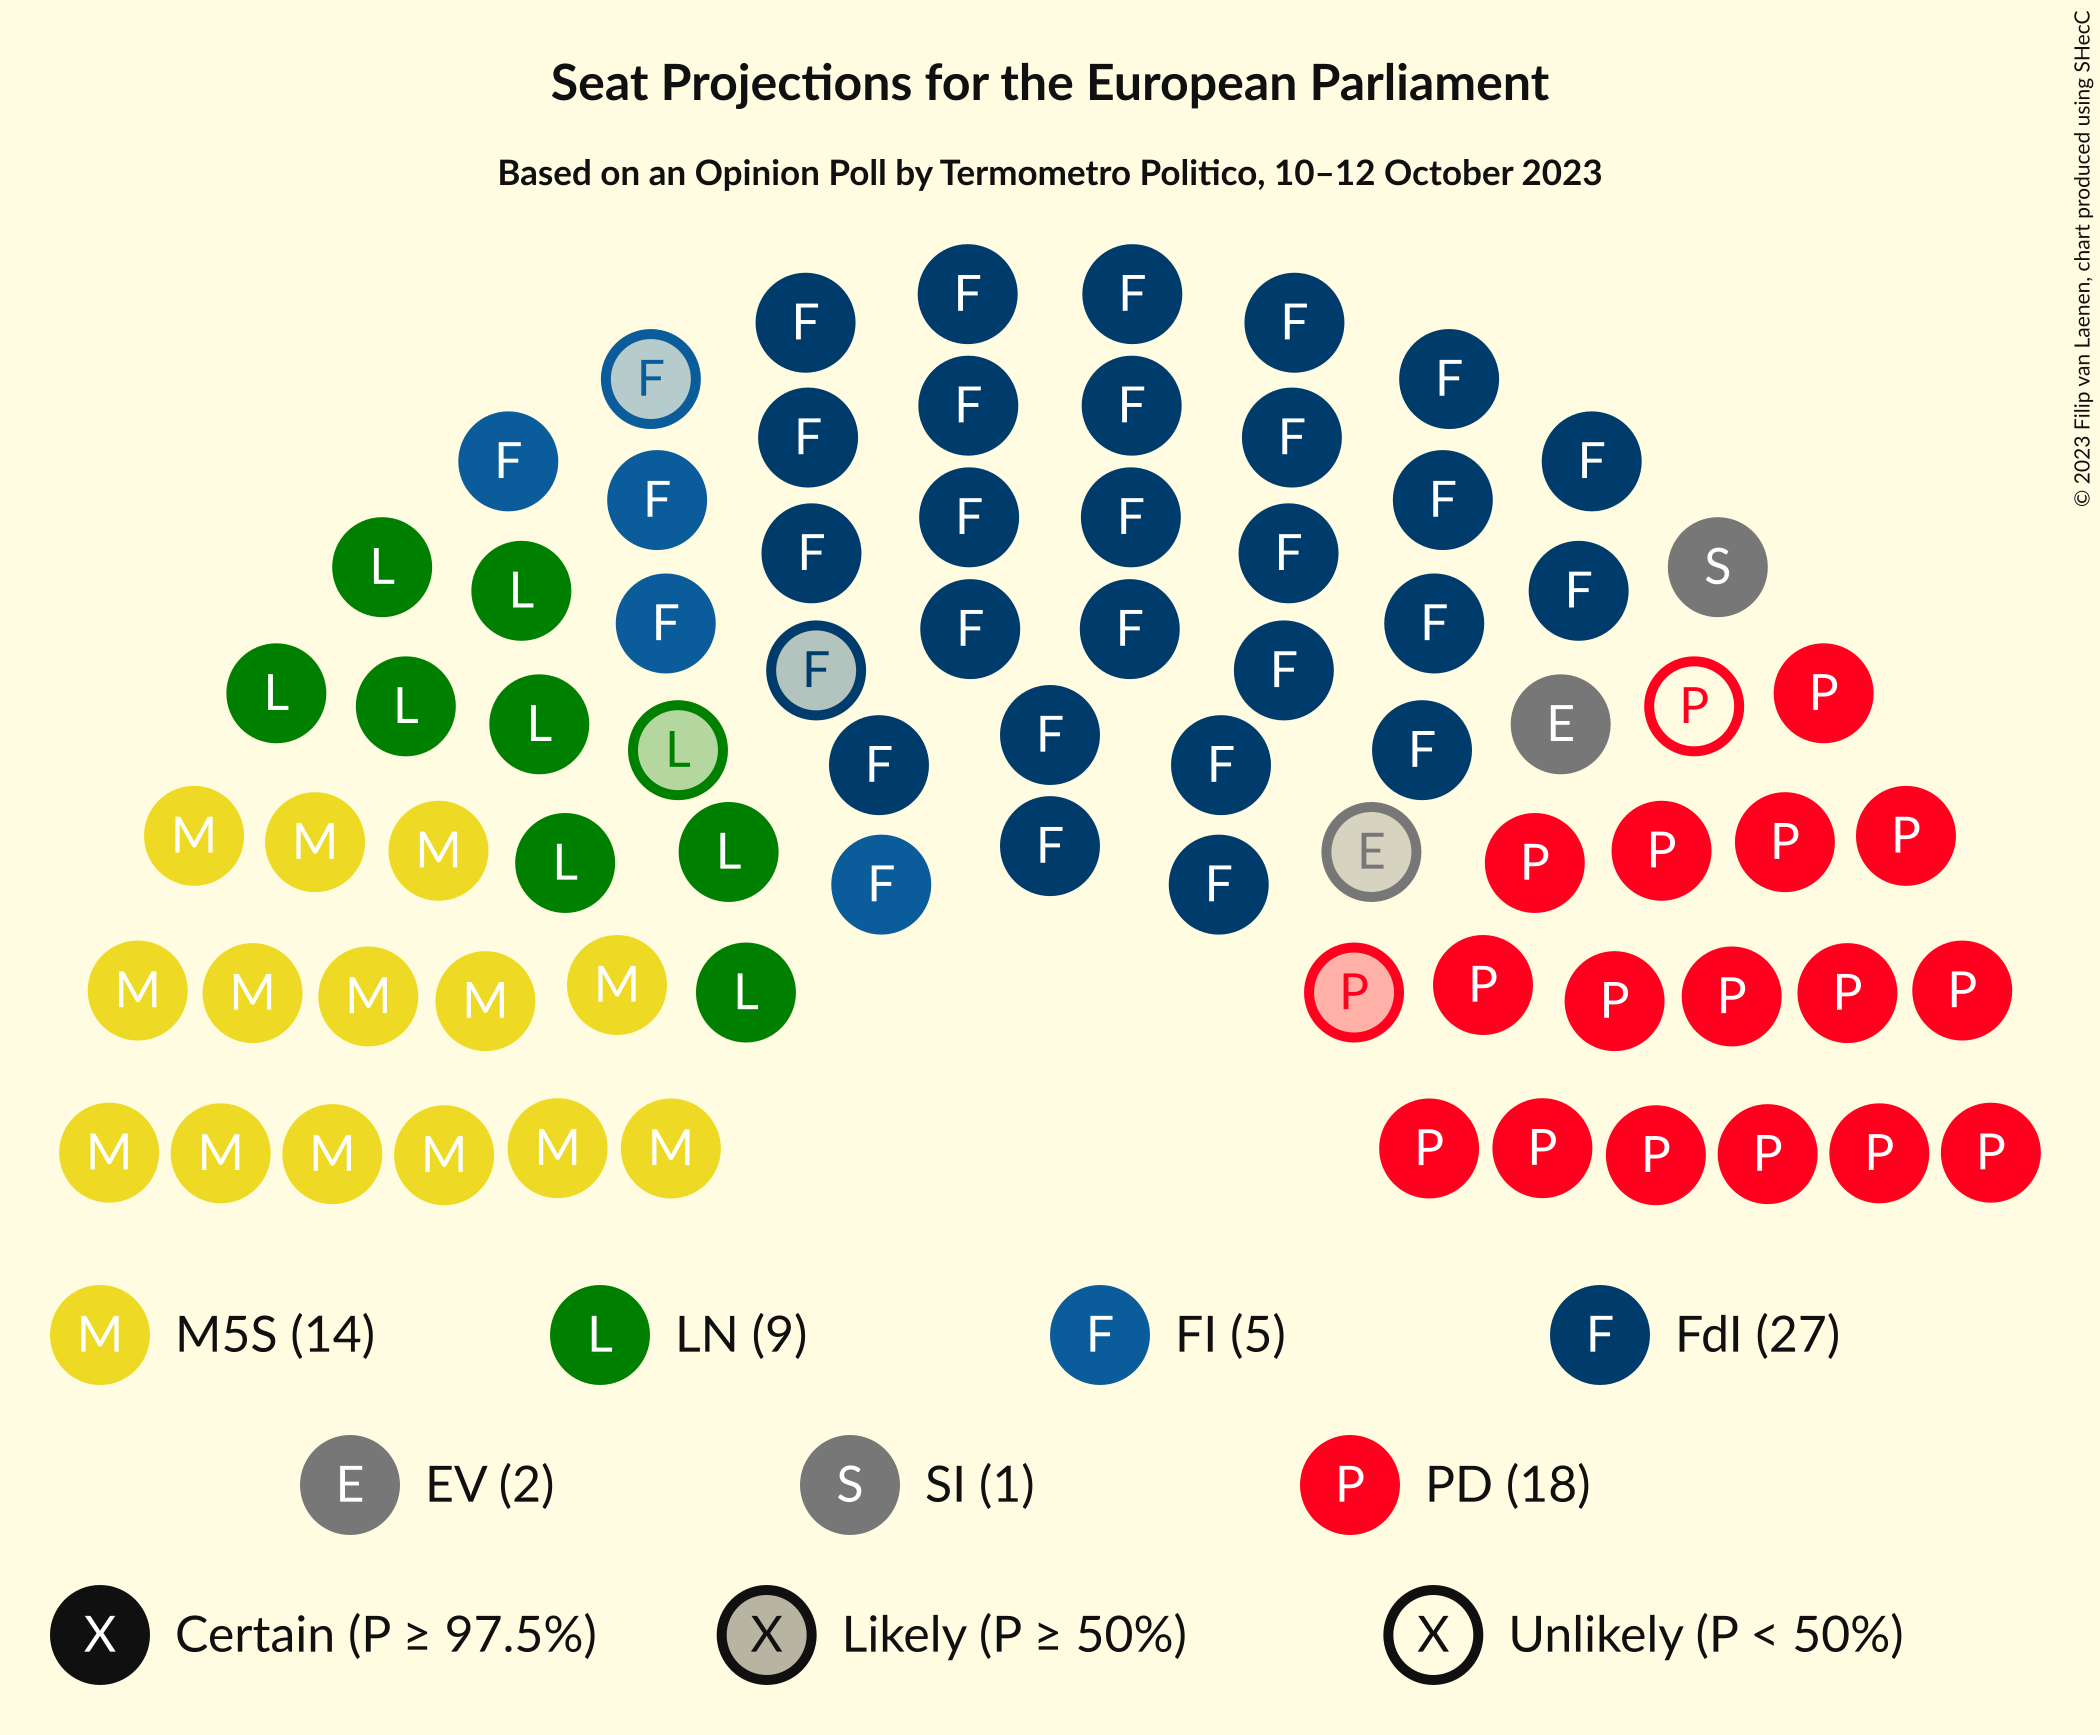 Seat Projections for the European Parliament
Based on an Opinion Poll by Termometro Politico, 10–12 October 2023
© 2023 Filip van Laenen, chart produced using SHecC
F F
F F
F F
F F
F F
F F
F F
F F
F F
F F
L S
F F
L F
F F
F F
F F
L P P
L E
L F
F
L F
F F
M P
M P
M P
F
L P
L E
F F
M M M M M L
P P P P P P
M M M M M M
P P P P P P
M M5S (14)
L LN (9)
F FI (5)
F FdI (27)
E EV (2)
S SI (1)
P PD (18)
X Certain (P ≥ 97.5%)
X Likely (P ≥ 50%)
X Unlikely (P < 50%)